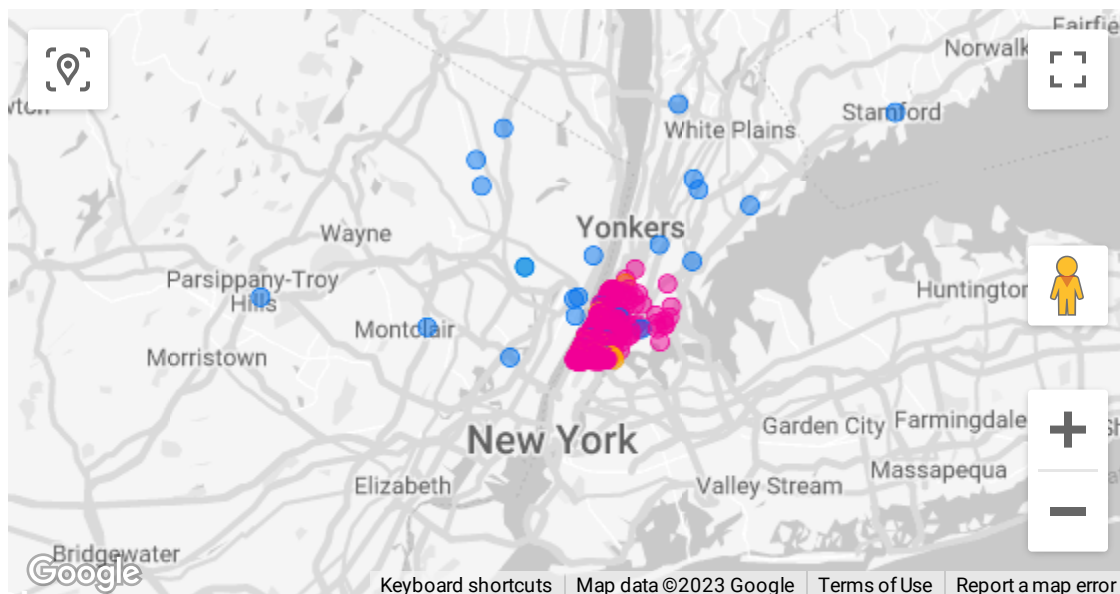 Fairfie
Norwalk
wton
Stamford
White Plains
Yonkers
Wayne
Parsippany-Troy
Hills
Huntington
Montclair
Morristown
New York
Garden City
Farmingdale
Sh
Massapequa
Elizabeth
Valley Stream
Bridgewater
Google
Keyboard shortcuts
Map data ©2023 Google
Terms of Use
Report a map error